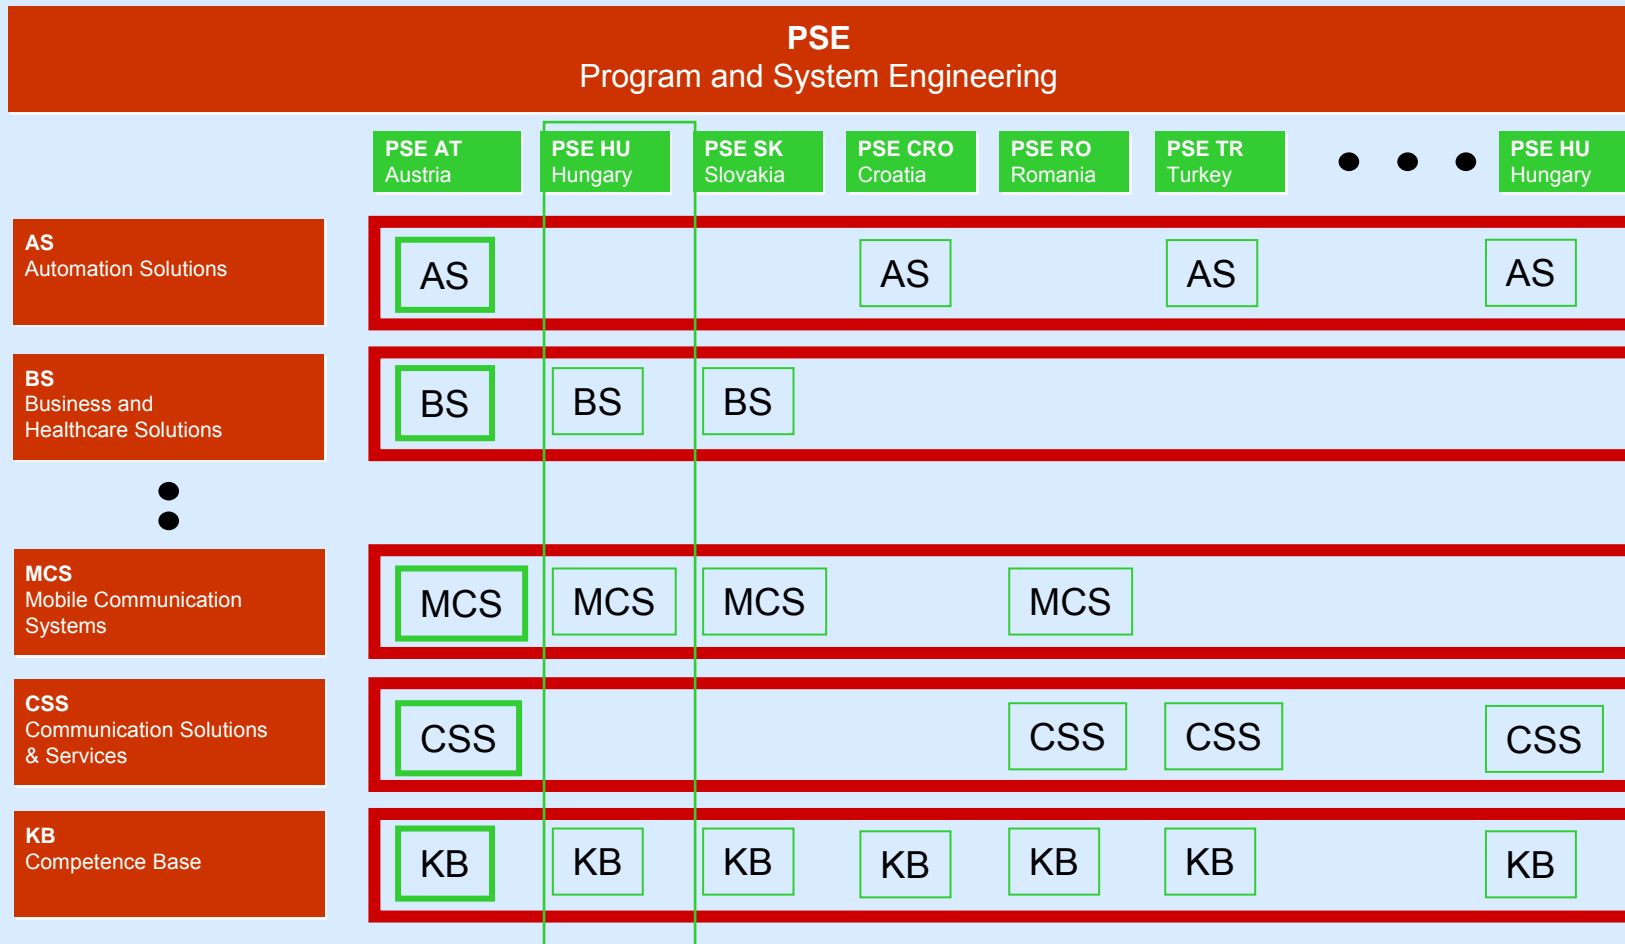 PSE
Program and System Engineering
PSE AT
Austria
PSE HU
Hungary
PSE SK
Slovakia
PSE CRO
Croatia
PSE RO
Romania
PSE TR
Turkey
PSE HU
Hungary
AS
Automation Solutions
AS
AS
AS
AS
BS
Business and
Healthcare Solutions
BS
BS
BS
MCS
Mobile Communication
Systems
MCS
MCS
MCS
MCS
CSS
Communication Solutions
& Services
CSS
CSS
CSS
CSS
KB
Competence Base
KB
KB
KB
KB
KB
KB
KB